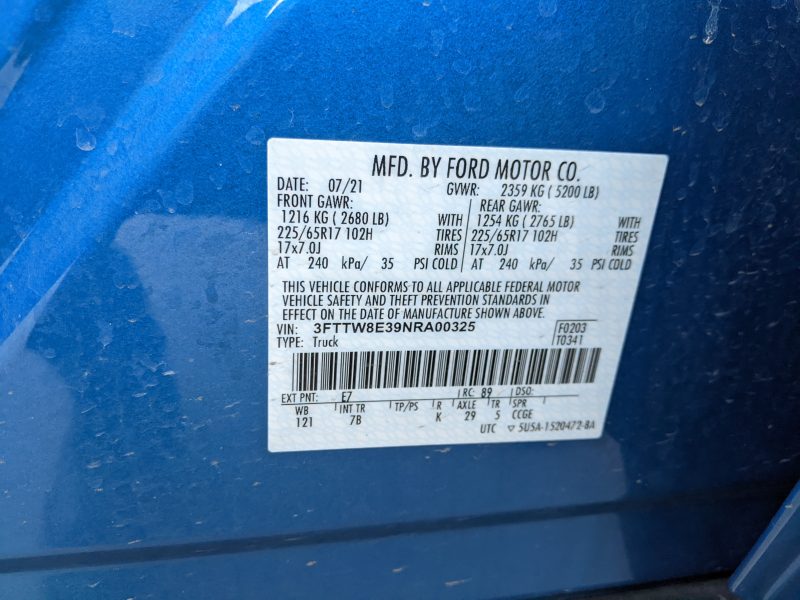 MFD. BY FORD MOTOR CO.
DATE: 07/21 GVWR: 2359 KG ( 5200 LB)
FRONT GAWR: REAR GAWR:
1216 KG ( 2680 LB) WITH 1254 KG ( 2765 LB) WITH
225/65R17 102H TIRES 225/65R17 102H TIRES
17x7.0J RIMS 17x7.0J RIMS
AT 240 kPa/ 35 PSI COLD AT 240 kPa/ 35 PSI COLD
THIS VEHICLE CONFORMS TO ALL APPLICABLE FEDERAL MOTOR
VEHICLE SAFETY AND THEFT PREVENTION STANDARDS IN
EFFECT ON THE DATE OF MANUFACTURE SHOWN ABOVE.
VIN: 3FTTW8E39NRA00325 F0203
TYPE: Truck T0341
EXT PNT: E7 RC: 89 DSO:
WB INT TR TP/PS R AXLE TR SPR
121 7B K 29 5 CCGE
UTC ▽ 5U5A-1520472-BA